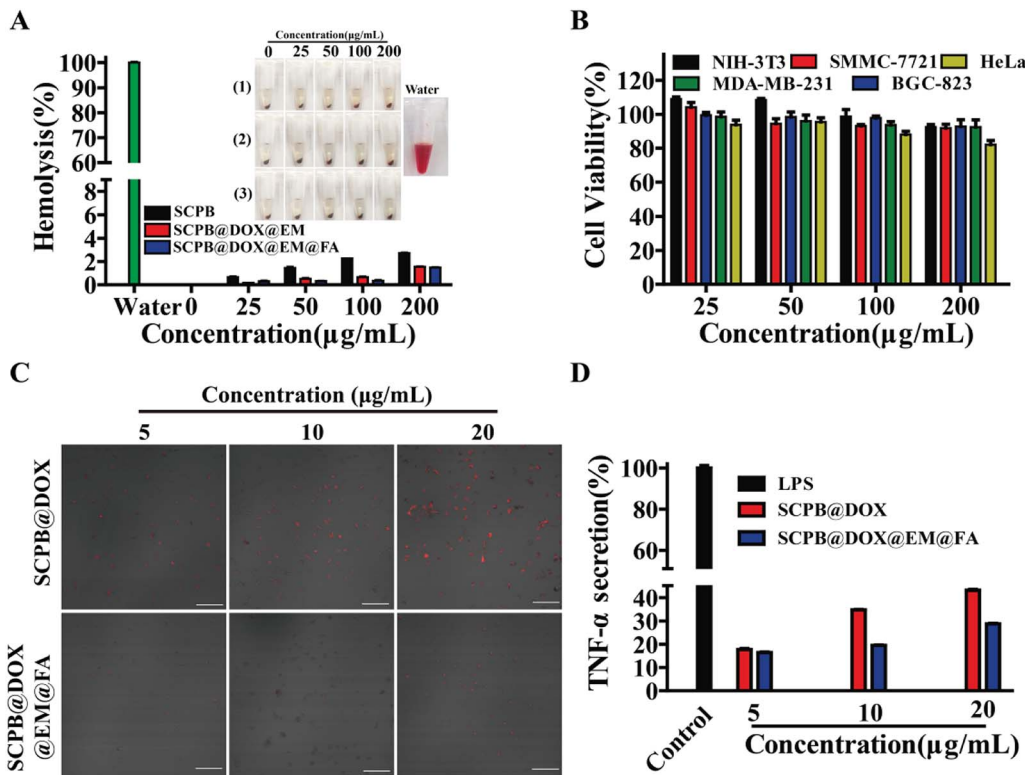 A
Concentration(µg/mL)
0 25 50 100 200
(1)
(2)
(3)
Water
Hemolysis(%)
100
90
80
70
60
8
6
4
2
0
SCPB
SCPB@DOX@EM
SCPB@DOX@EM@FA
Water 0 25 50 100 200
Concentration(µg/mL)
B
NIH-3T3 SMMC-7721 HeLa
MDA-MB-231 BGC-823
Cell Viability(%)
120
100
80
60
40
20
0
25 50 100 200
Concentration(µg/mL)
C
Concentration (µg/mL)
5 10 20
SCPB@DOX
SCPB@DOX
@EM@FA
D
TNF-α secretion(%)
100
80
60
40
30
20
10
0
LPS
SCPB@DOX
SCPB@DOX@EM@FA
Control 5 10 20
Concentration(µg/mL)